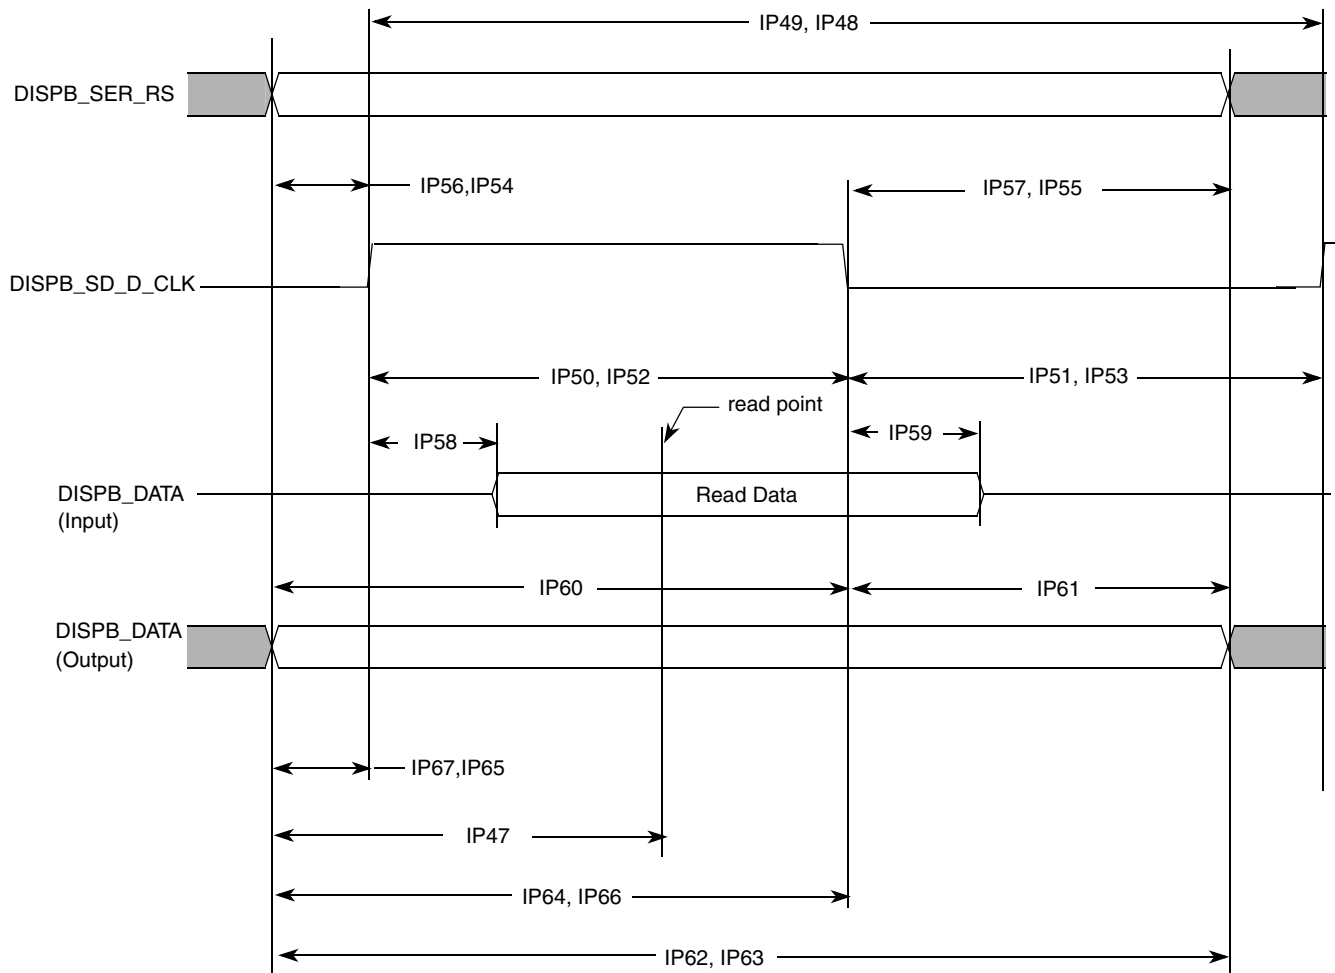 IP49, IP48
DISPB_SER_RS
IP56,IP54
IP57, IP55
DISPB_SD_D_CLK
IP50, IP52
IP51, IP53
read point
IP58
IP59
DISPB_DATA
(Input)
Read Data
IP60
IP61
DISPB_DATA
(Output)
IP67,IP65
IP47
IP64, IP66
IP62, IP63